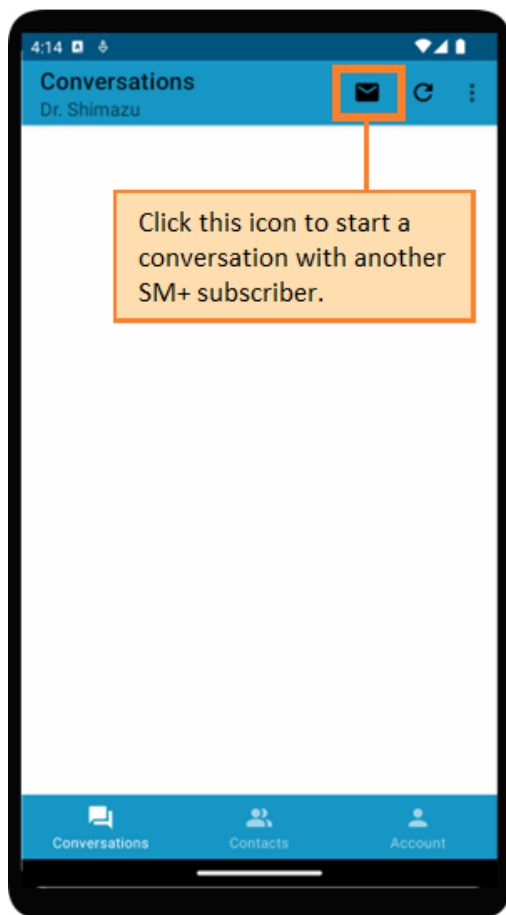 4:14
Conversations
Dr. Shimazu
Click this icon to start a
conversation with another
SM+ subscriber.
Conversations Contacts Account